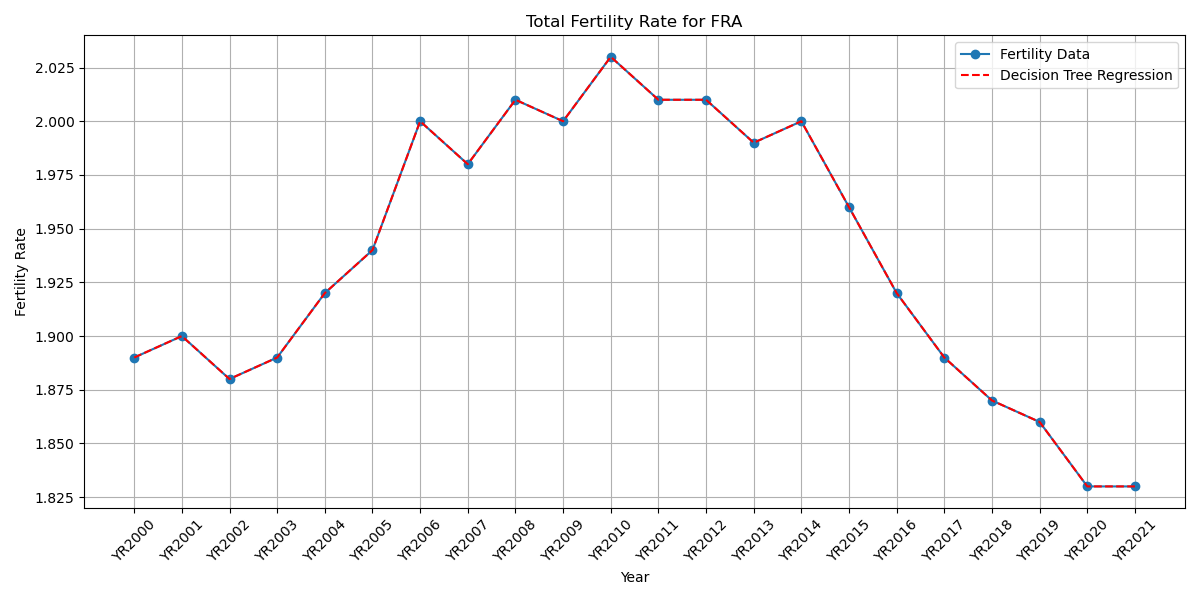 Total Fertility Rate for FRA
Fertility Data
Decision Tree Regression
Fertility Rate
2.025
2.000
1.975
1.950
1.925
1.900
1.875
1.850
1.825
YR2000 YR2001 YR2002 YR2003 YR2004 YR2005 YR2006 YR2007 YR2008 YR2009 YR2010 YR2011 YR2012 YR2013 YR2014 YR2015 YR2016 YR2017 YR2018 YR2019 YR2020 YR2021
Year